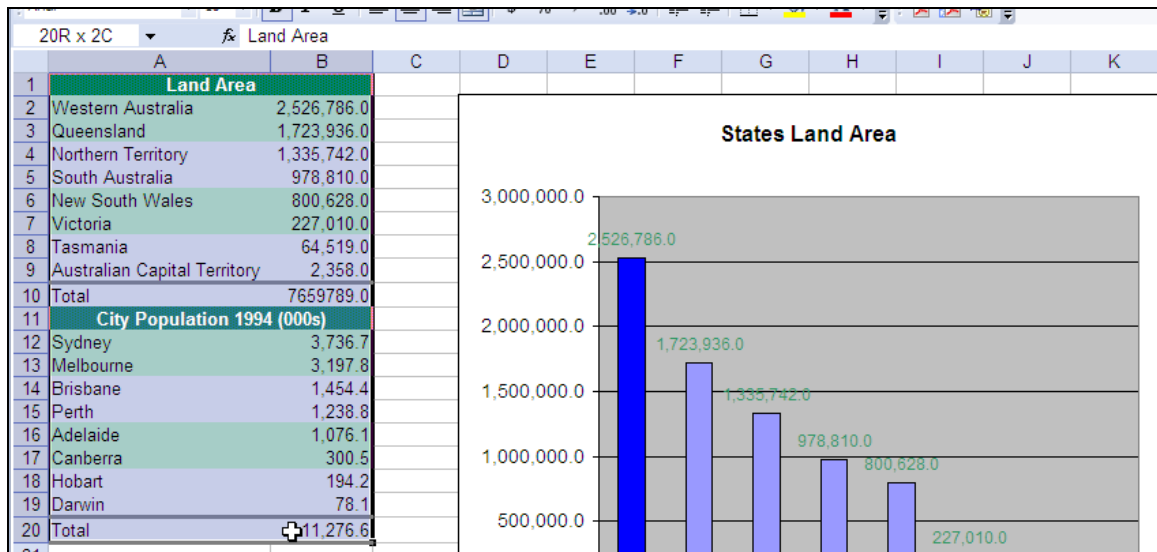 20R x 2C fx Land Area
A B C D E F G H I J K
1 Land Area
2 Western Australia 2,526,786.0
3 Queensland 1,723,936.0
4 Northern Territory 1,335,742.0
5 South Australia 978,810.0
6 New South Wales 800,628.0
7 Victoria 227,010.0
8 Tasmania 64,519.0
9 Australian Capital Territory 2,358.0
10 Total 7659789.0
11 City Population 1994 (000s)
12 Sydney 3,736.7
13 Melbourne 3,197.8
14 Brisbane 1,454.4
15 Perth 1,238.8
16 Adelaide 1,076.1
17 Canberra 300.5
18 Hobart 194.2
19 Darwin 78.1
20 Total 11,276.6
States Land Area
3,000,000.0
2,526,786.0
2,500,000.0
2,000,000.0
1,723,936.0
1,500,000.0
1,335,742.0
978,810.0
1,000,000.0
800,628.0
500,000.0
227,010.0